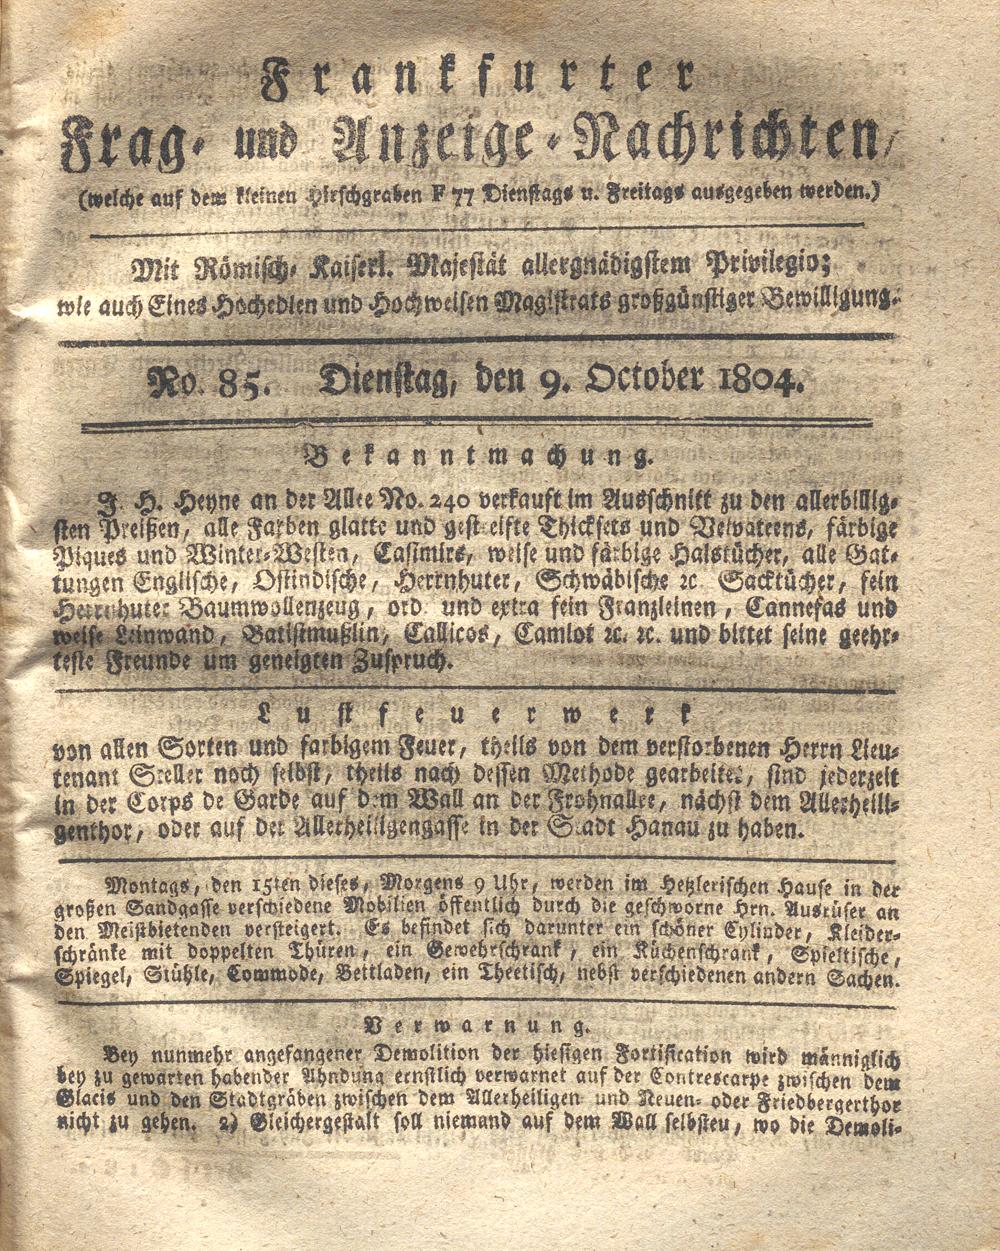 Frankfurter
Frag- und Anzeige-Nachrichten,
(welche auf dem kleinen Hirschgraben F 77 Dienstags u. Freitags ausgegeben werden.)
Mit Römisch- Kaiserl. Majestät allergnädigstem Privilegio;
wie auch Eines Hochedlen und Hochweisen Magistrats großgünstiger Bewilligung.
No. 85. Dienstag, den 9. October 1804.
Bekanntmachung.
J. H. Heyne an der Allee No. 240 verkauft im Ausschnitt zu den allerbillig-
sten Preißen, alle Farben glatte und gestreifte Thicksets und Velvateens, färbige
Piques und Winter-Westen, Casimirs, weise und färbige Halstücher, alle Gat-
tungen Englische, Ostindische, Herrnhuter, Schwäbische ꝛc. Sacktücher, fein
Herrnhuter Baumwollenzeug, ord. und extra fein Franzleinen, Cannefas und
weise Leinwand, Batistmußlin, Callicos, Camlot ꝛc. ꝛc. und bittet seine geehr-
teste Freunde um geneigten Zuspruch.
Lustfeuerwerk
von allen Sorten und farbigem Feuer, theils von dem verstorbenen Herrn Lieu-
tenant Steller noch selbst, theils nach dessen Methode gearbeitet, sind jederzeit
in der Corps de Garde auf dem Wall an der Frohnallee, nächst dem Allerheili-
genthor, oder auf der Allerheiligengasse in der Stadt Hanau zu haben.
Montags, den 15ten dieses, Morgens 9 Uhr, werden im Hetzlerischen Hause in der
großen Sandgasse verschiedene Mobilien öffentlich durch die geschworne Hrn. Ausrüfer an
den Meistbietenden versteigert. Es befindet sich darunter ein schöner Cylinder, Kleider-
schränke mit doppelten Thüren, ein Gewehrschrank, ein Küchenschrank, Spieltische,
Spiegel, Stühle, Commode, Bettladen, ein Theetisch, nebst verschiedenen andern Sachen.
Verwarnung.
Bey nunmehr angefangener Demolition der hiesigen Fortification wird männiglich
bey zu gewarten habender Ahndung ernstlich verwarnet auf der Contrescarpe zwischen dem
Glacis und den Stadtgräben zwischen dem Allerheiligen- und Neuen- oder Friedbergerthor
nicht zu gehen. 2) Gleichergestalt soll niemand auf dem Wall selbsten, wo die Demoli-